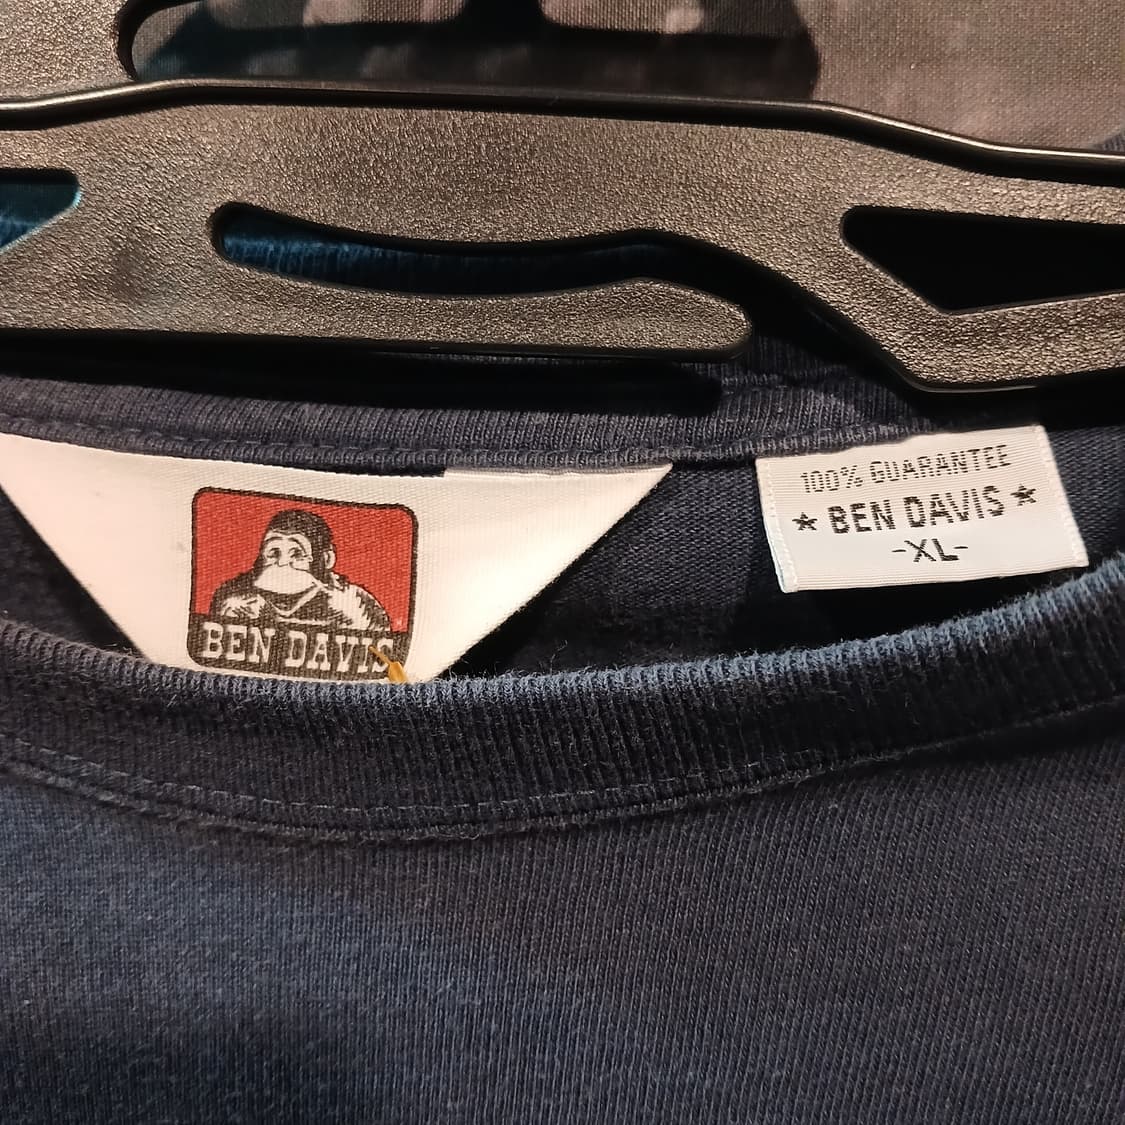 BEN DAVIS
100% GUARANTEE
★ BEN DAVIS ★
-XL-